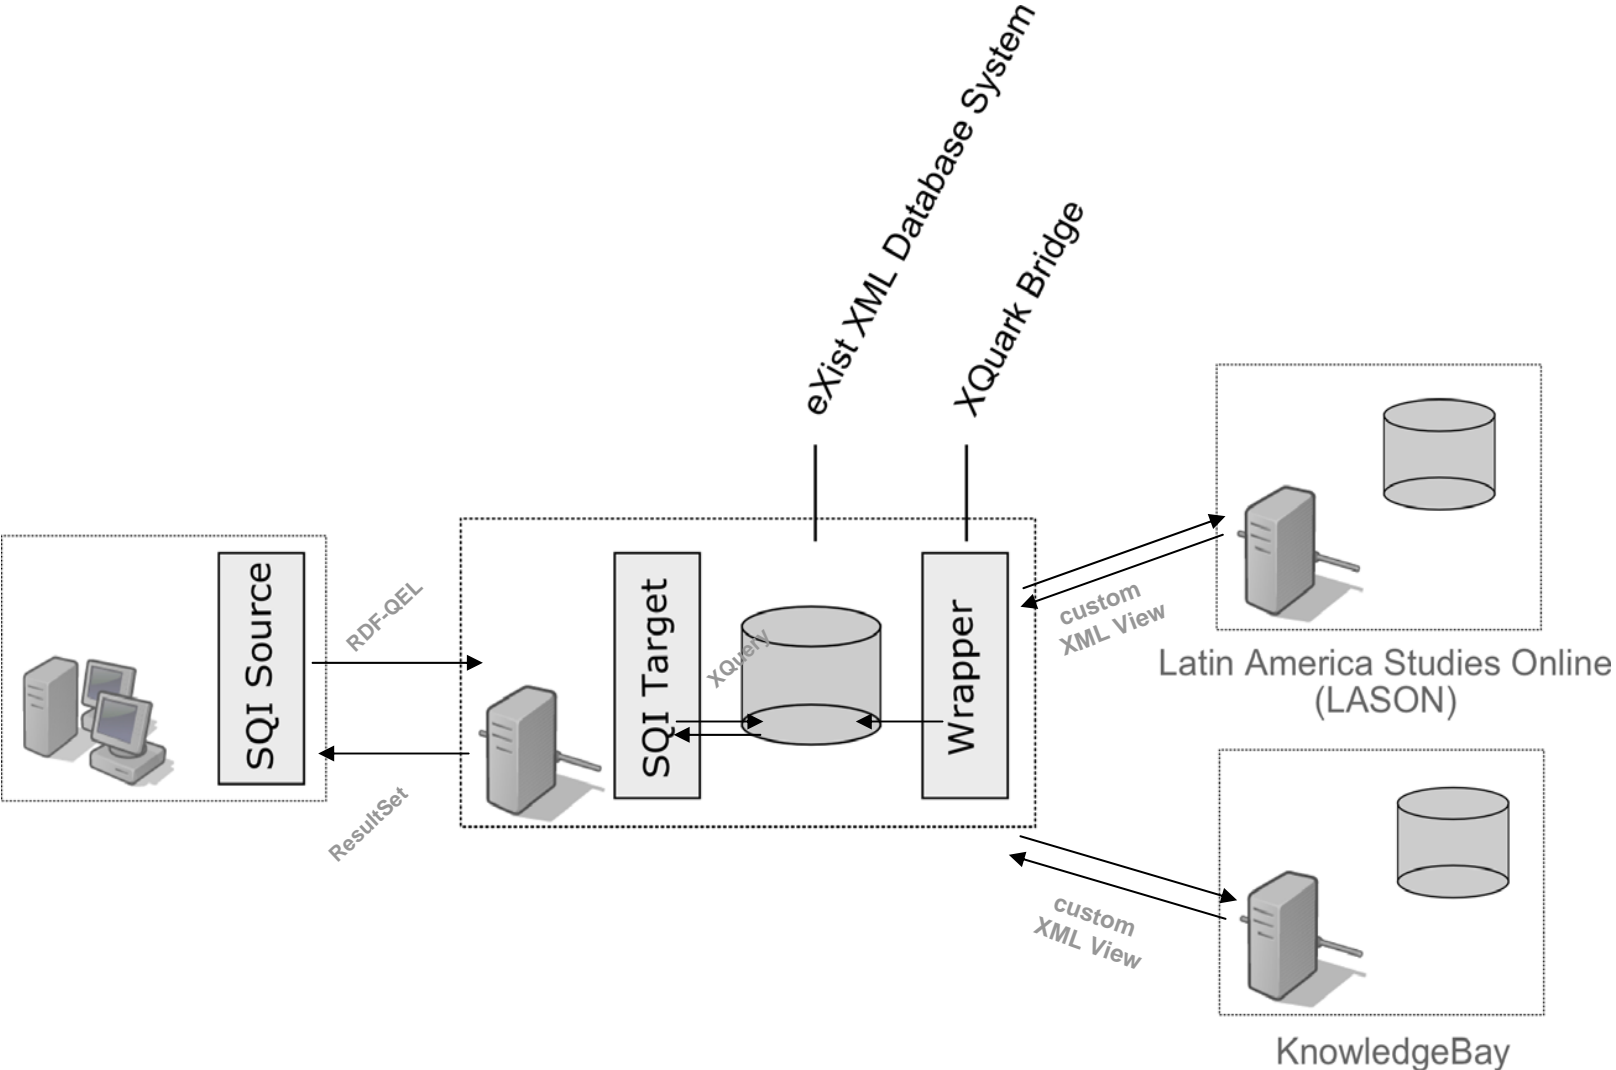 eXist XML Database System
XQuark Bridge
SQI Source
RDF-QEL
ResultSet
SQI Target
XQuery
Wrapper
custom
XML View
Latin America Studies Online
(LASON)
custom
XML View
KnowledgeBay